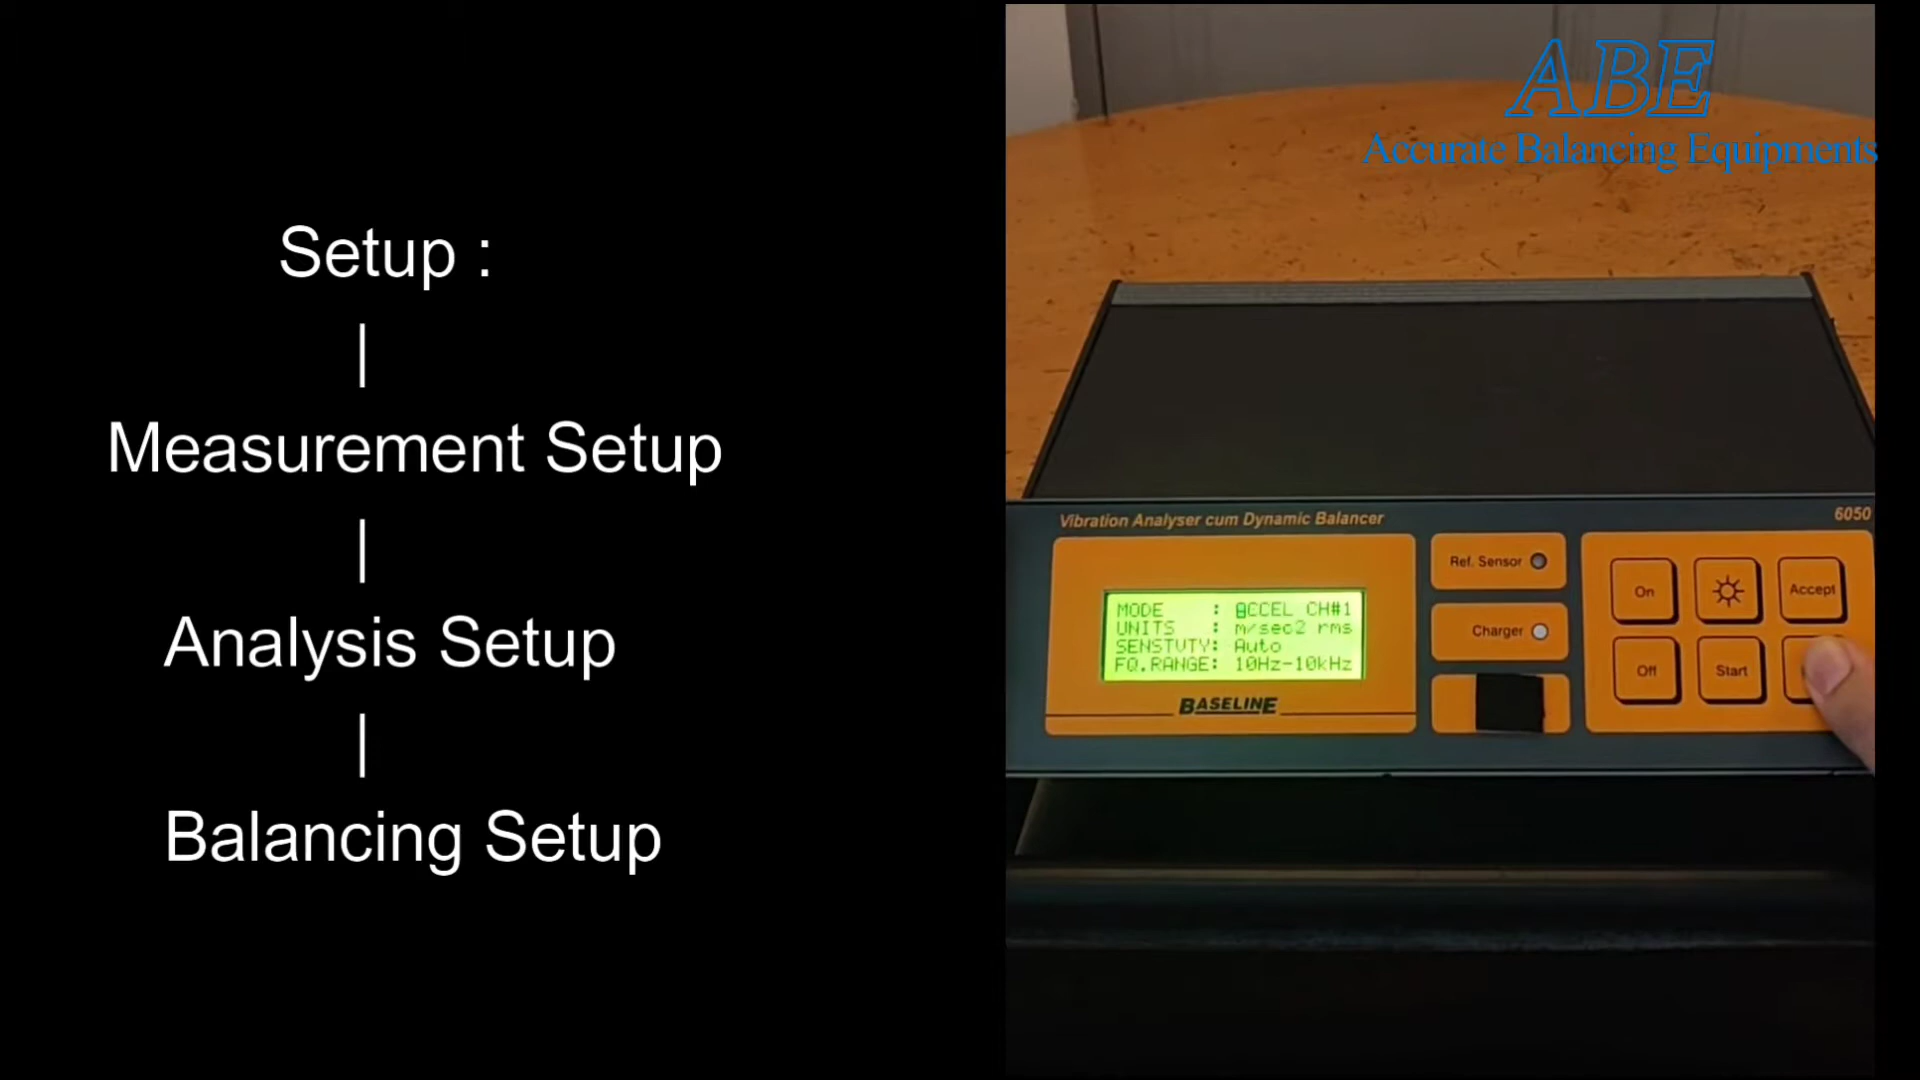 Setup :
Measurement Setup
Analysis Setup
Balancing Setup
ABE
Accurate Balancing Equipments
Vibration Analyser cum Dynamic Balancer
6050
MODE : ACCEL CH#1
UNITS : m/sec2 rms
SENSTVTY: Auto
FQ.RANGE: 10Hz-10kHz
BASELINE
Ref. Sensor
Charger
On
Accept
Off
Start